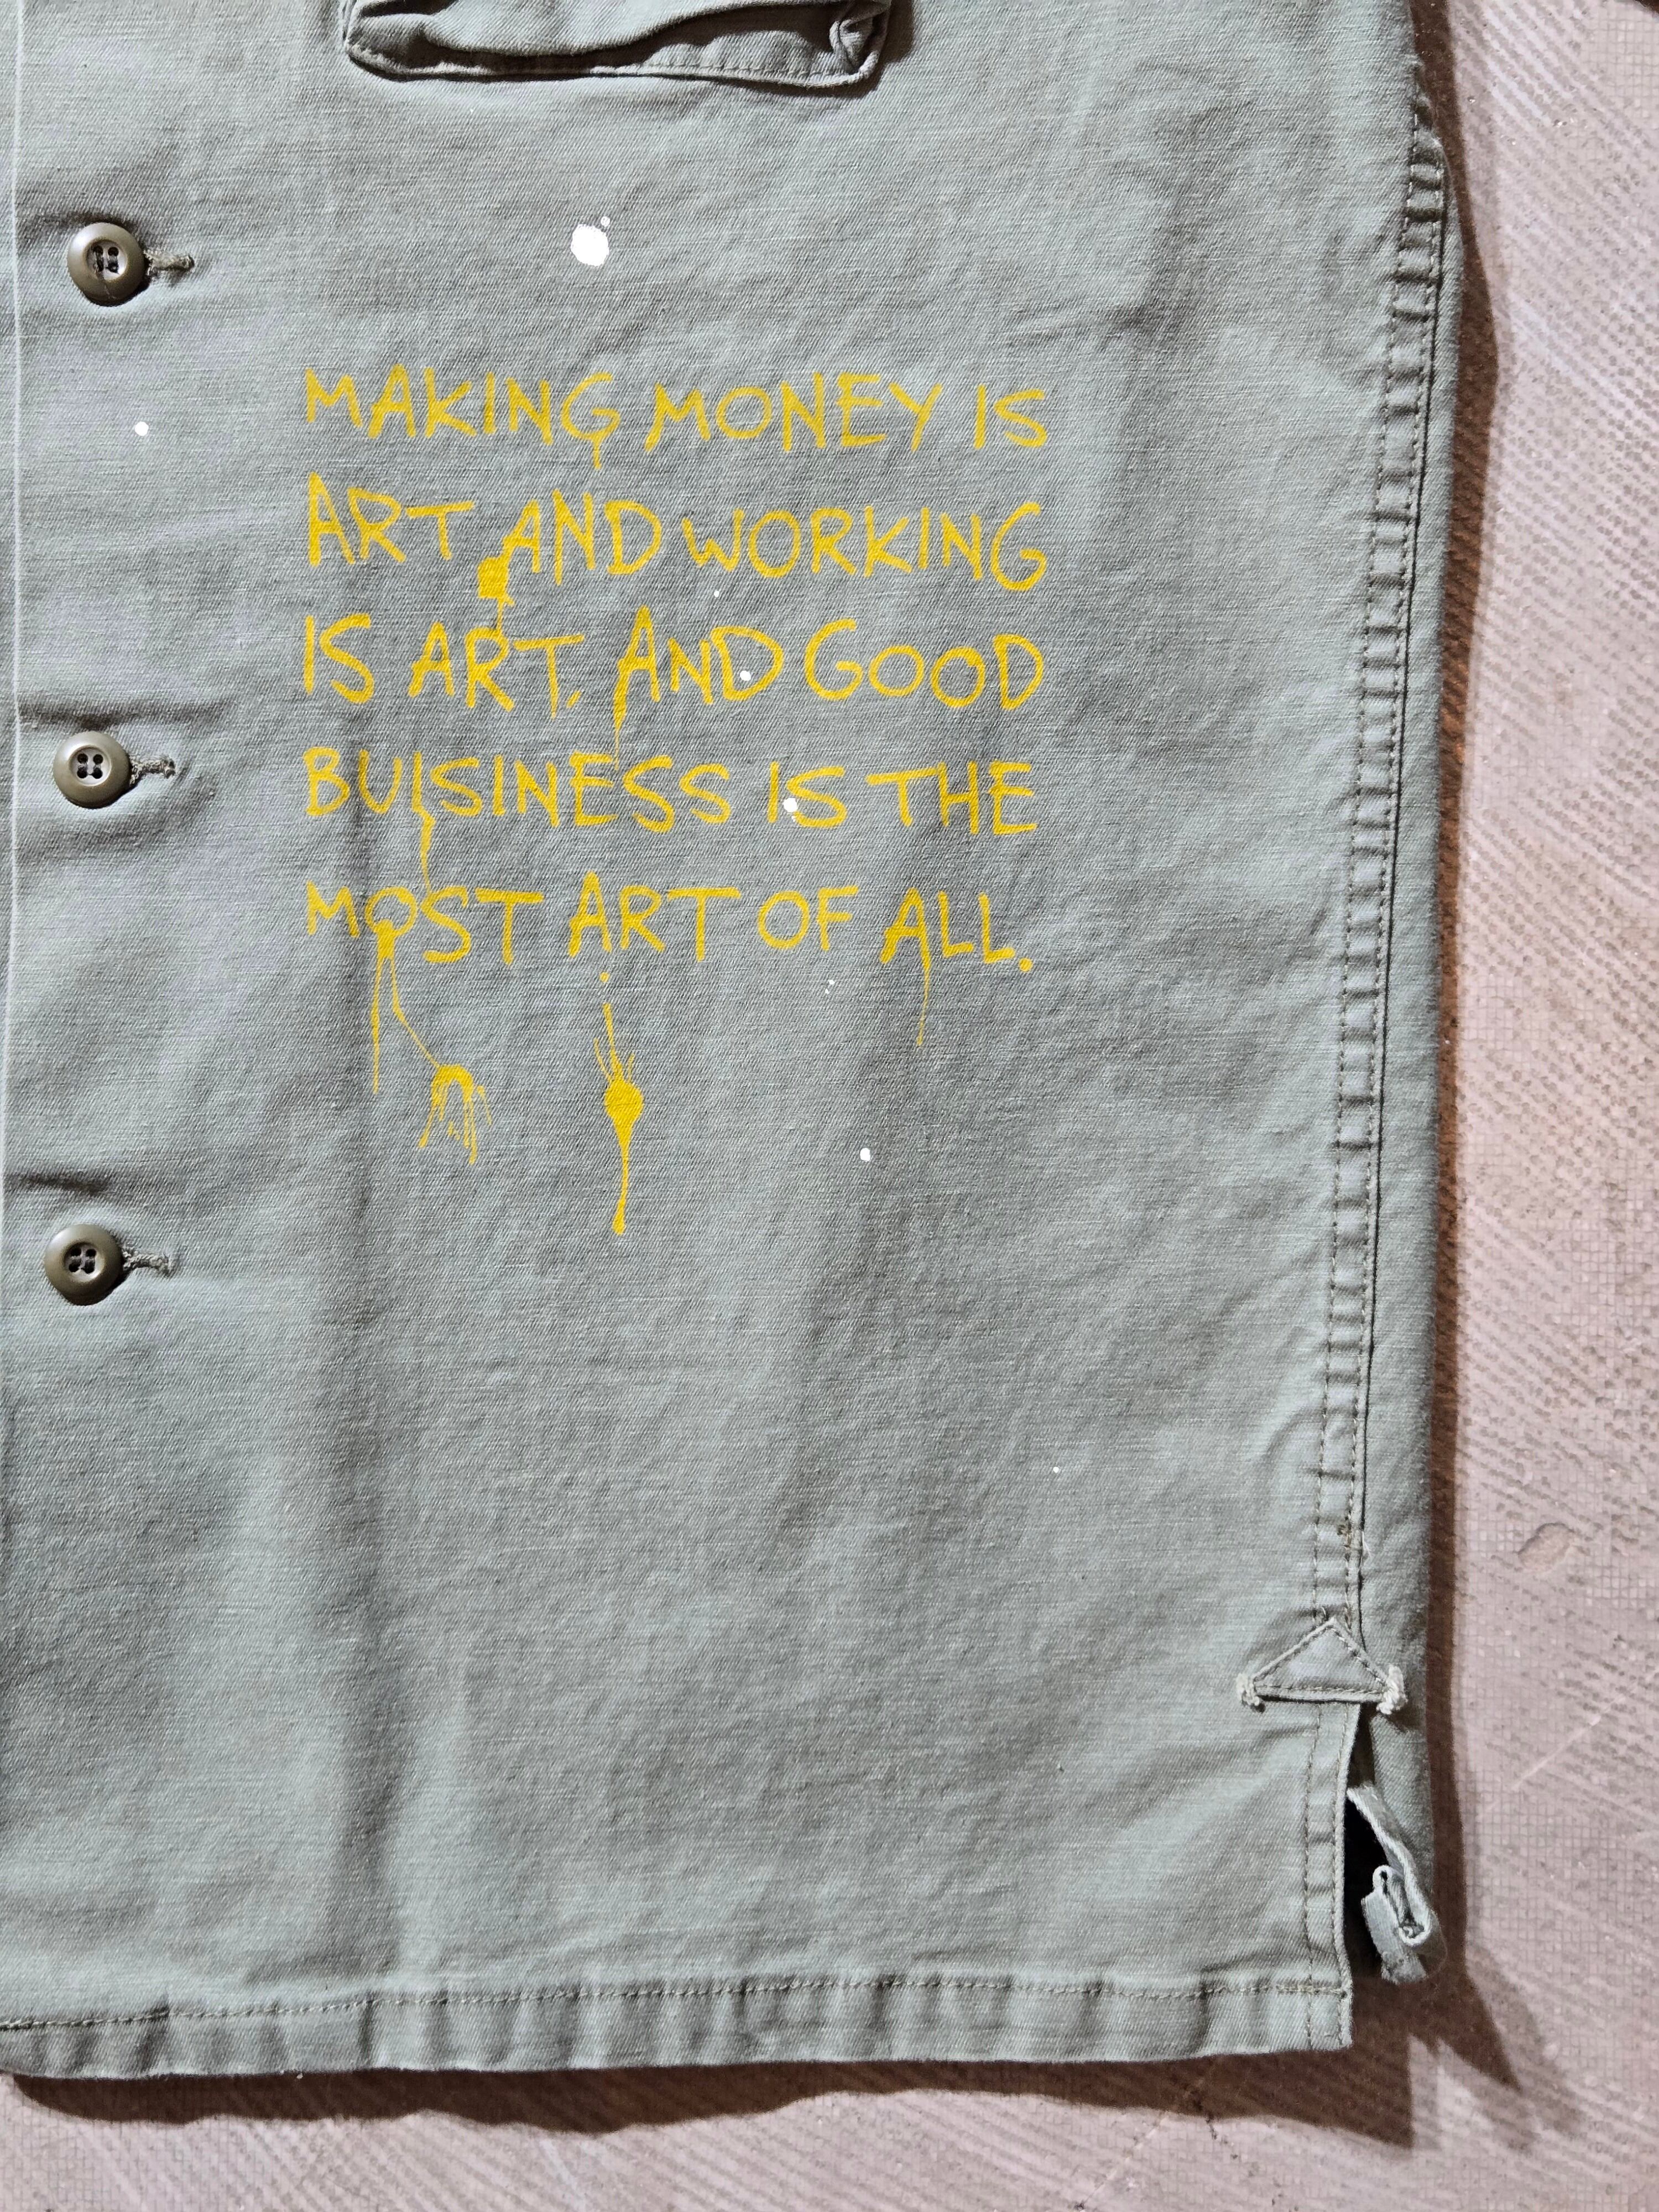 MAKING MONEY IS
ART AND WORKING
IS ART, AND GOOD
BUISINESS IS THE
MOST ART OF ALL.